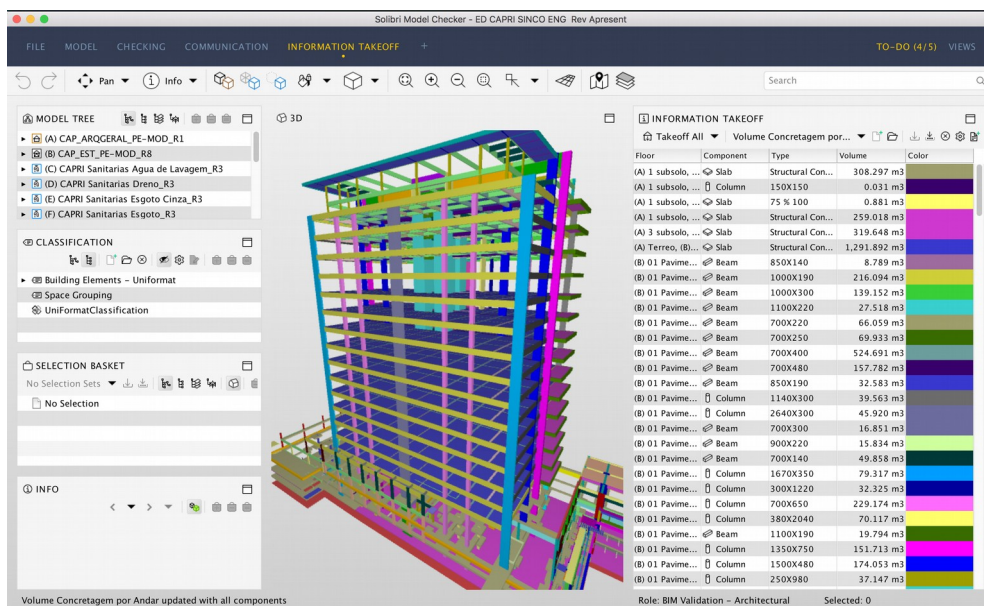 Solibri Model Checker - ED CAPRI SINCO ENG Rev Apresent
FILE MODEL CHECKING COMMUNICATION INFORMATION TAKEOFF + TO-DO (4/5) VIEWS
Pan Info Search
MODEL TREE
(A) CAP_ARQGERAL_PE-MOD_R1
(B) CAP_EST_PE-MOD_R8
(C) CAPRI Sanitarias Agua de Lavagem_R3
(D) CAPRI Sanitarias Dreno_R3
(E) CAPRI Sanitarias Esgoto Cinza_R3
(F) CAPRI Sanitarias Esgoto_R3
CLASSIFICATION
Building Elements - Uniformat
Space Grouping
UniFormatClassification
SELECTION BASKET
No Selection Sets
No Selection
INFO
3D
INFORMATION TAKEOFF
Takeoff All Volume Concretagem por...
Floor Component Type Volume Color
(A) 1 subsolo, ... Slab Structural Con... 308.297 m3
(A) 1 subsolo, ... Column 150X150 0.031 m3
(A) 1 subsolo, ... Slab 75 % 100 0.881 m3
(A) 1 subsolo, ... Slab Structural Con... 259.018 m3
(A) 3 subsolo, ... Slab Structural Con... 319.648 m3
(A) Terreo, (B)... Slab Structural Con... 1,291.892 m3
(B) 01 Pavime... Beam 850X140 8.789 m3
(B) 01 Pavime... Beam 1000X190 216.094 m3
(B) 01 Pavime... Beam 1000X300 139.152 m3
(B) 01 Pavime... Beam 1100X220 27.518 m3
(B) 01 Pavime... Beam 700X220 66.059 m3
(B) 01 Pavime... Beam 700X250 69.933 m3
(B) 01 Pavime... Beam 700X400 524.691 m3
(B) 01 Pavime... Beam 700X480 157.782 m3
(B) 01 Pavime... Beam 850X190 32.583 m3
(B) 01 Pavime... Column 1140X300 39.563 m3
(B) 01 Pavime... Column 2640X300 45.920 m3
(B) 01 Pavime... Beam 700X300 16.851 m3
(B) 01 Pavime... Beam 900X220 15.834 m3
(B) 01 Pavime... Beam 700X140 49.858 m3
(B) 01 Pavime... Column 1670X350 79.317 m3
(B) 01 Pavime... Column 300X1220 32.325 m3
(B) 01 Pavime... Column 700X650 229.174 m3
(B) 01 Pavime... Column 380X2040 70.117 m3
(B) 01 Pavime... Beam 1100X190 19.794 m3
(B) 01 Pavime... Column 1350X750 151.713 m3
(B) 01 Pavime... Column 1500X480 174.053 m3
(B) 01 Pavime... Column 250X980 37.147 m3
Volume Concretagem por Andar updated with all components
Role: BIM Validation - Architectural Selected: 0